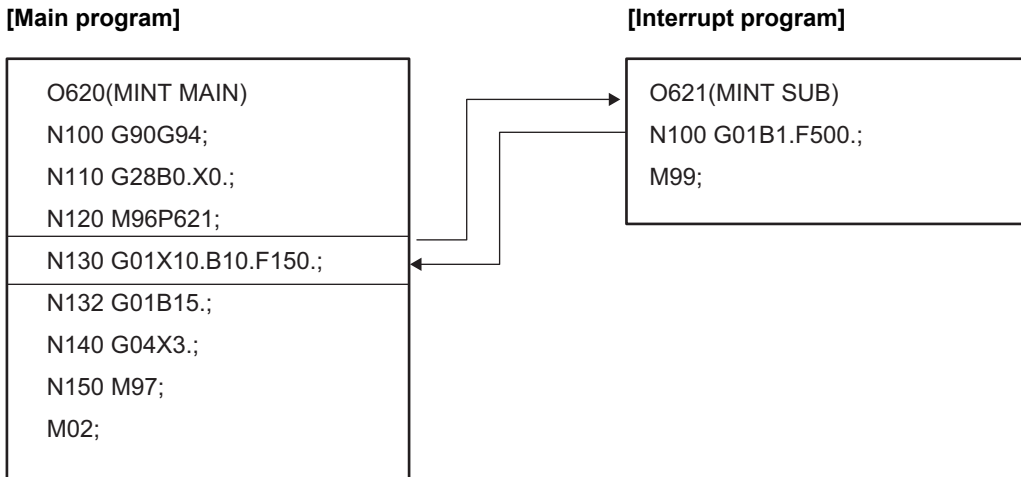 [Main program]
O620(MINT MAIN)
N100 G90G94;
N110 G28B0.X0.;
N120 M96P621;
N130 G01X10.B10.F150.;
N132 G01B15.;
N140 G04X3.;
N150 M97;
M02;
[Interrupt program]
O621(MINT SUB)
N100 G01B1.F500.;
M99;